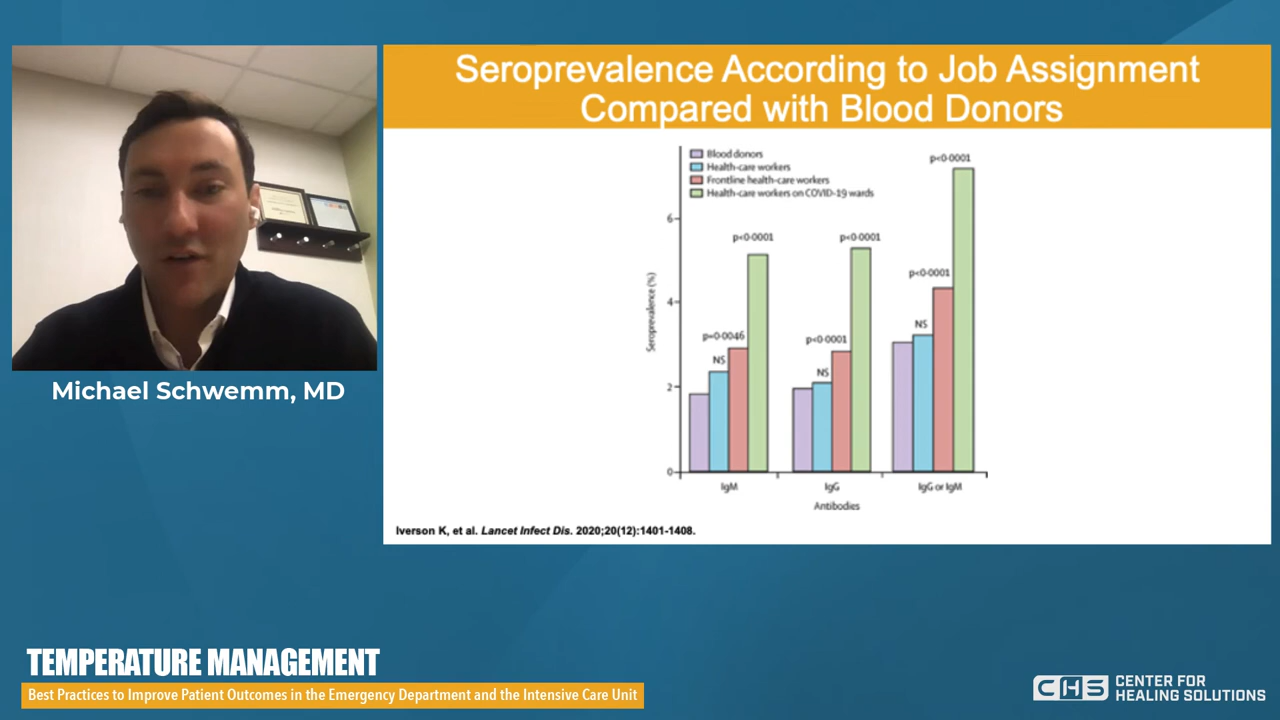 Seroprevalence According to Job Assignment
Compared with Blood Donors
Blood donors
Health-care workers
Frontline health-care workers
Health-care workers on COVID-19 wards
p<0·0001
p<0·0001
p<0·0001
p<0·0001
p=0·0046
p<0·0001
NS
NS
NS
Seroprevalence (%)
6
4
2
0
IgM
IgG
IgG or IgM
Antibodies
Iverson K, et al. Lancet Infect Dis. 2020;20(12):1401-1408.
Michael Schwemm, MD
TEMPERATURE MANAGEMENT
Best Practices to Improve Patient Outcomes in the Emergency Department and the Intensive Care Unit
CHS
CENTER FOR
HEALING SOLUTIONS